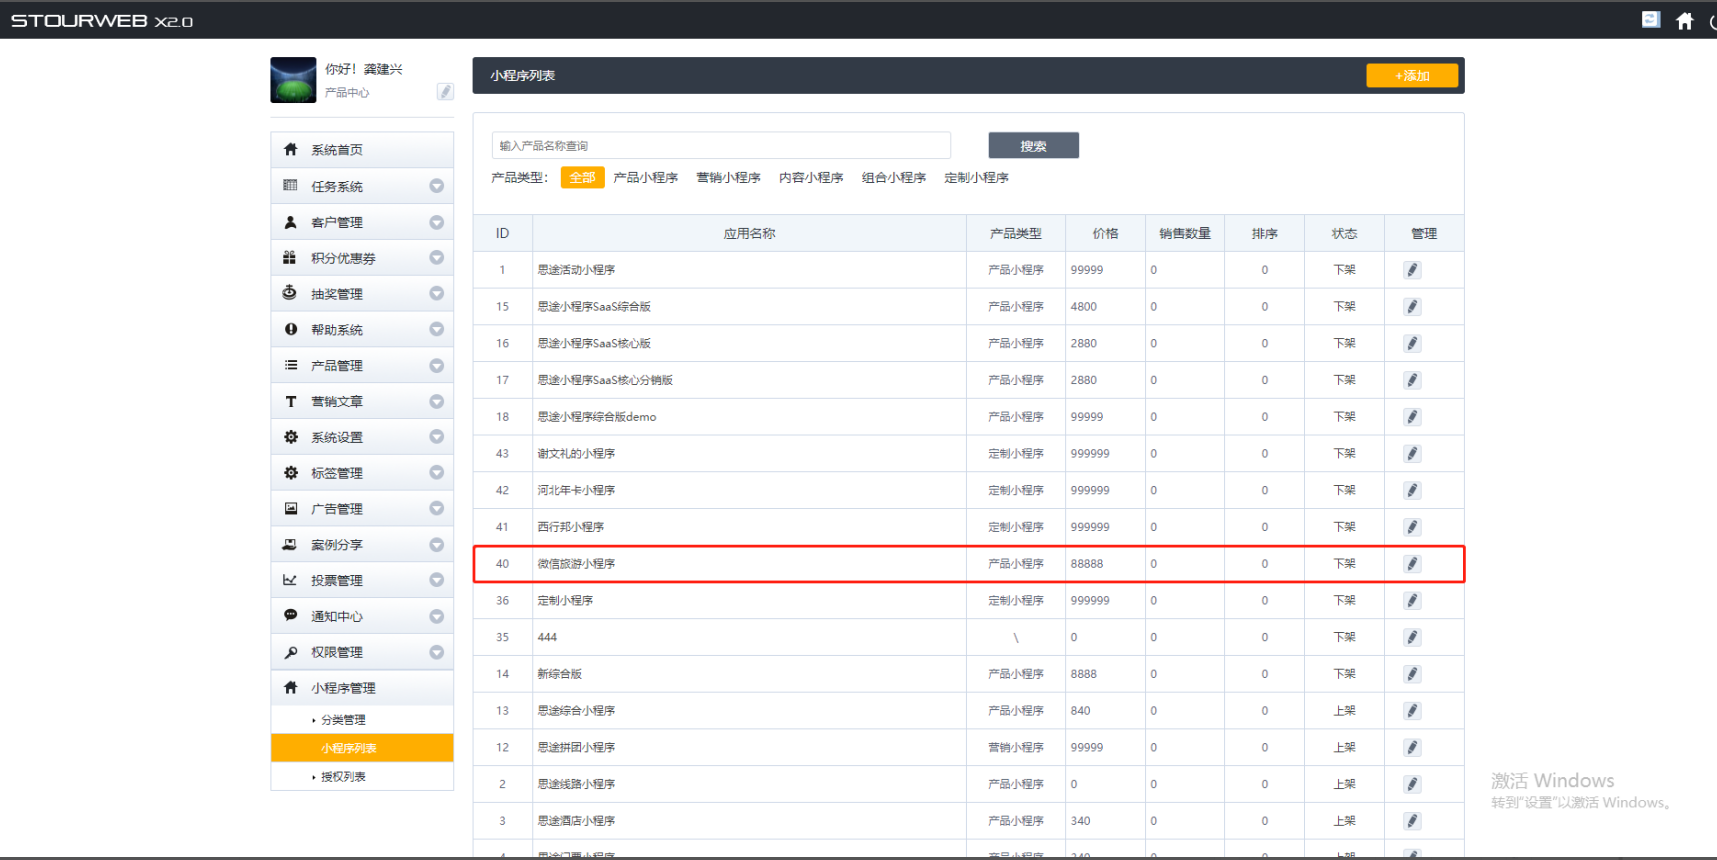 STOURWEB X2.0
你好！龚建兴
产品中心
系统首页
任务系统
客户管理
积分优惠券
抽奖管理
帮助系统
产品管理
营销文章
系统设置
标签管理
广告管理
案例分享
投票管理
通知中心
权限管理
小程序管理
分类管理
小程序列表
授权列表
小程序列表 +添加
输入产品名称查询 搜索
产品类型： 全部 产品小程序 营销小程序 内容小程序 组合小程序 定制小程序
ID 应用名称 产品类型 价格 销售数量 排序 状态 管理
1 思途活动小程序 产品小程序 99999 0 0 下架
15 思途小程序SaaS综合版 产品小程序 4800 0 0 下架
16 思途小程序SaaS核心版 产品小程序 2880 0 0 下架
17 思途小程序SaaS核心分销版 产品小程序 2880 0 0 下架
18 思途小程序综合版demo 产品小程序 99999 0 0 下架
43 谢文礼的小程序 定制小程序 999999 0 0 下架
42 河北年卡小程序 定制小程序 999999 0 0 下架
41 西行邦小程序 定制小程序 999999 0 0 下架
40 微信旅游小程序 产品小程序 88888 0 0 下架
36 定制小程序 定制小程序 999999 0 0 下架
35 444 \ 0 0 0 下架
14 新综合版 产品小程序 8888 0 0 下架
13 思途综合小程序 产品小程序 840 0 0 上架
12 思途拼团小程序 营销小程序 99999 0 0 上架
2 思途线路小程序 产品小程序 0 0 0 上架
3 思途酒店小程序 产品小程序 340 0 0 上架
4 思途门票小程序 产品小程序 340 0 0 上架
激活 Windows
转到"设置"以激活 Windows。